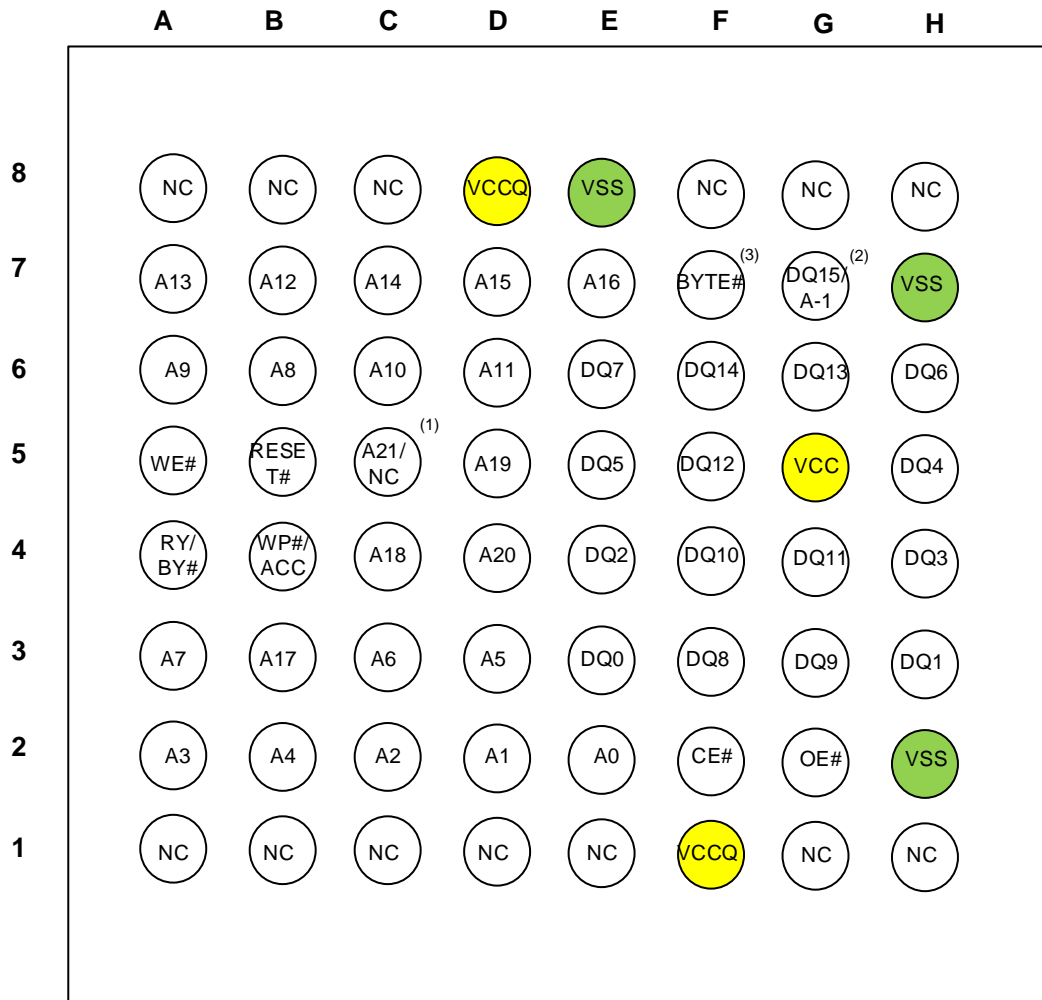 A B C D E F G H
8 NC NC NC VCCQ VSS NC NC NC
7 A13 A12 A14 A15 A16 BYTE# (3) DQ15/ A-1 (2) VSS
6 A9 A8 A10 A11 DQ7 DQ14 DQ13 DQ6
5 WE# RESE T# A21/ NC (1) A19 DQ5 DQ12 VCC DQ4
4 RY/ BY# WP#/ ACC A18 A20 DQ2 DQ10 DQ11 DQ3
3 A7 A17 A6 A5 DQ0 DQ8 DQ9 DQ1
2 A3 A4 A2 A1 A0 CE# OE# VSS
1 NC NC NC NC NC VCCQ NC NC